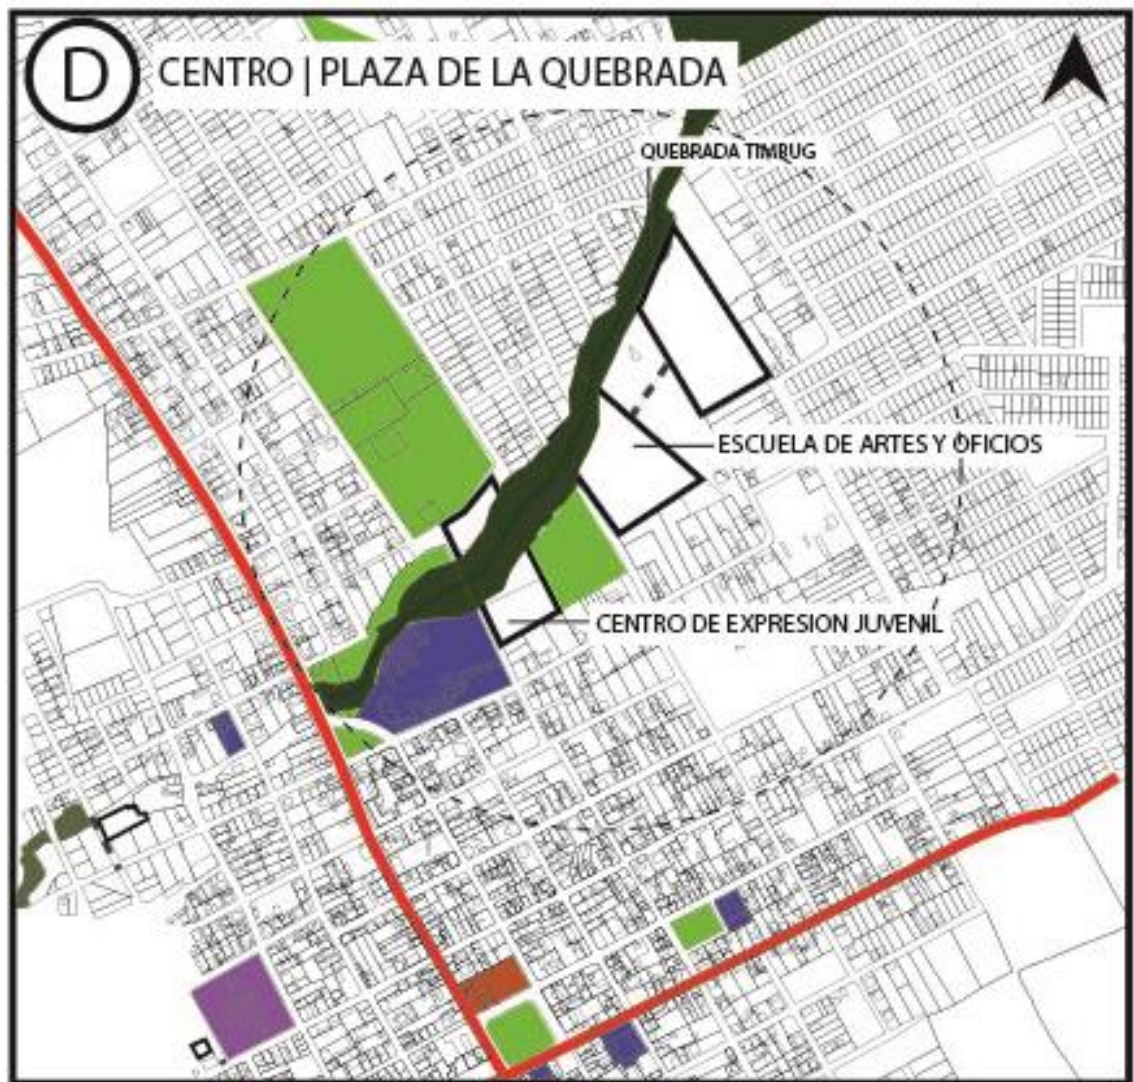 D
CENTRO | PLAZA DE LA QUEBRADA
QUEBRADA TIMBUG
ESCUELA DE ARTES Y OFICIOS
CENTRO DE EXPRESION JUVENIL